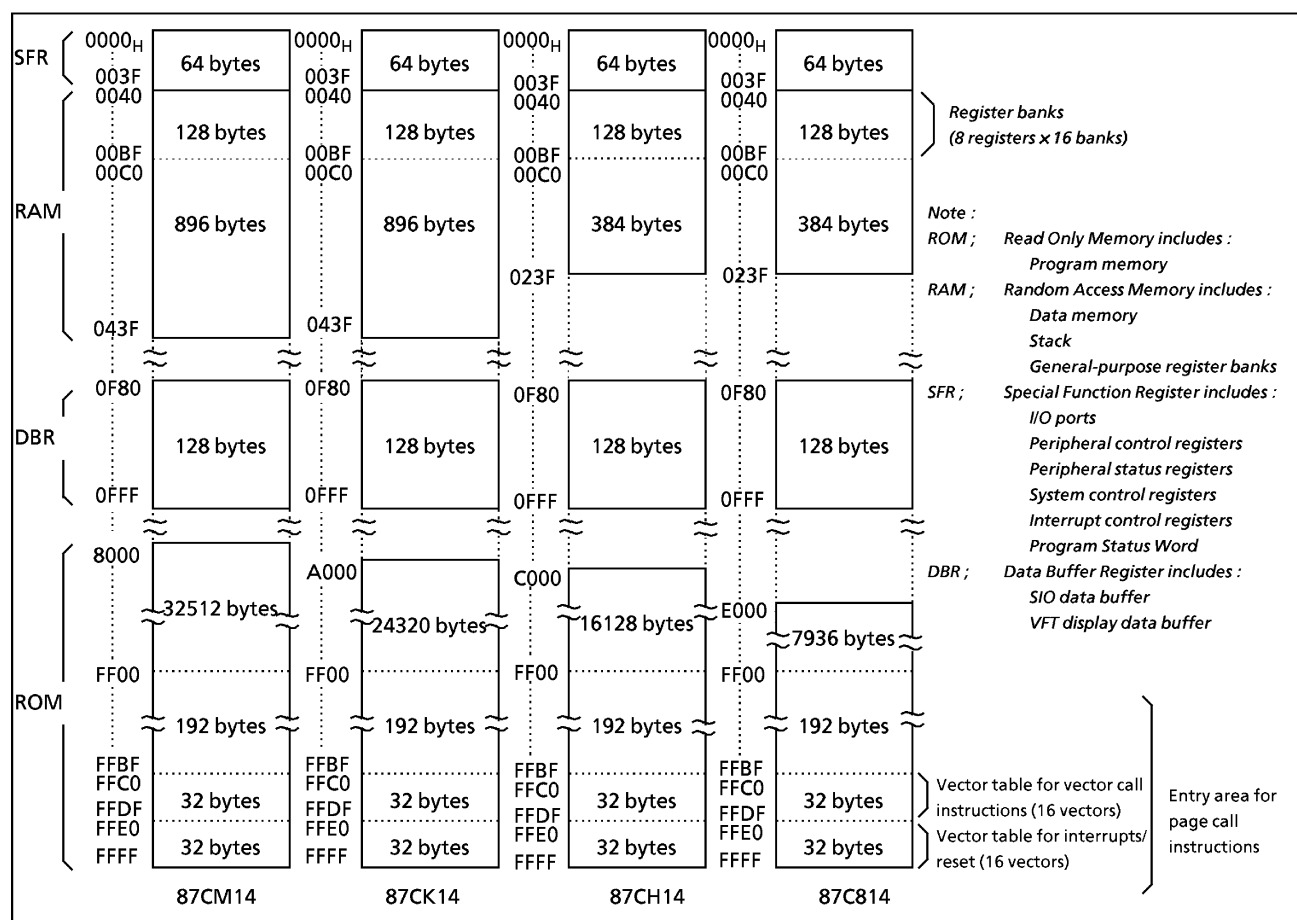 SFR
0000H
64 bytes
0000H
64 bytes
0000H
64 bytes
0000H
64 bytes
003F
003F
003F
003F
0040
0040
0040
0040
128 bytes
128 bytes
128 bytes
128 bytes
Register banks
(8 registers x 16 banks)
00BF
00BF
00BF
00BF
00C0
00C0
00C0
00C0
RAM
896 bytes
896 bytes
384 bytes
384 bytes
023F
023F
043F
043F
Note :
ROM ; Read Only Memory includes :
Program memory
RAM ; Random Access Memory includes :
Data memory
Stack
General-purpose register banks
SFR ; Special Function Register includes :
I/O ports
Peripheral control registers
Peripheral status registers
System control registers
Interrupt control registers
Program Status Word
DBR ; Data Buffer Register includes :
SIO data buffer
VFT display data buffer
0F80
0F80
0F80
0F80
DBR
128 bytes
128 bytes
128 bytes
128 bytes
0FFF
0FFF
0FFF
0FFF
8000
A000
C000
E000
32512 bytes
24320 bytes
16128 bytes
7936 bytes
FF00
FF00
FF00
FF00
ROM
192 bytes
192 bytes
192 bytes
192 bytes
FFBF
FFBF
FFBF
FFBF
FFC0
FFC0
FFC0
FFC0
32 bytes
32 bytes
32 bytes
32 bytes
Vector table for vector call
instructions (16 vectors)
FFDF
FFDF
FFDF
FFDF
FFE0
FFE0
FFE0
FFE0
32 bytes
32 bytes
32 bytes
32 bytes
Vector table for interrupts/
reset (16 vectors)
FFFF
FFFF
FFFF
FFFF
Entry area for
page call
instructions
87CM14
87CK14
87CH14
87C814